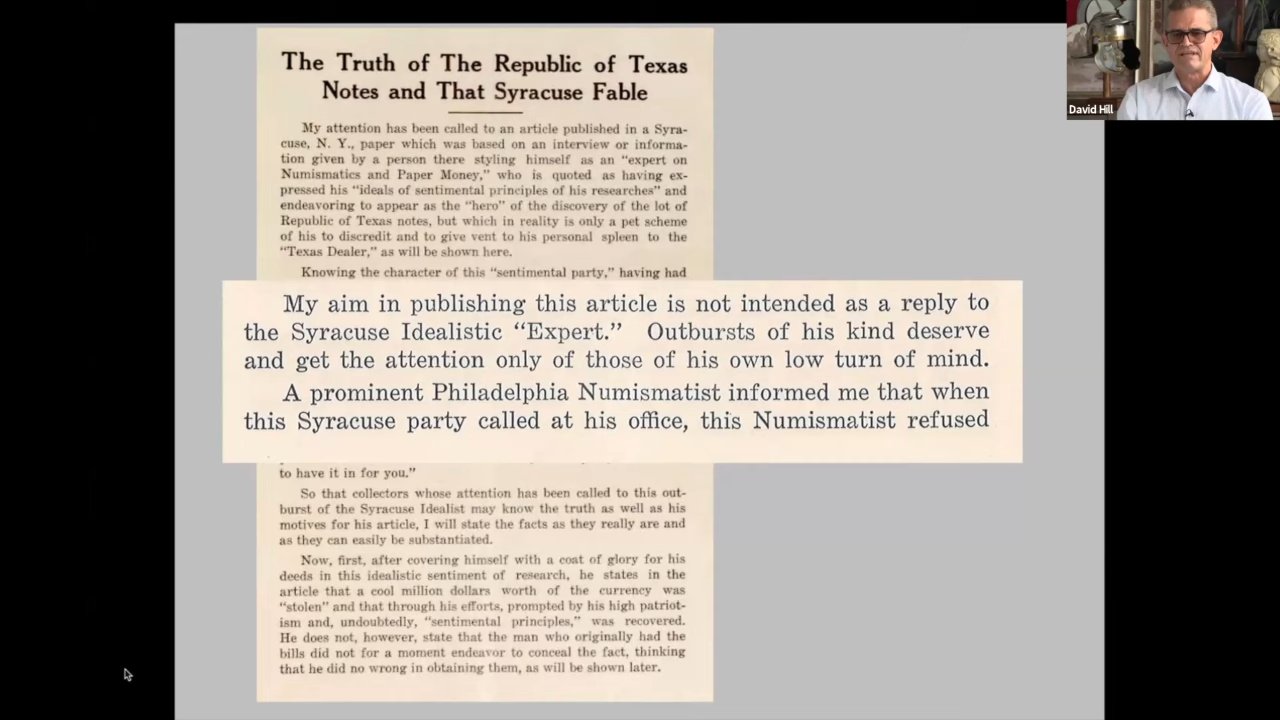 The Truth of The Republic of Texas
Notes and That Syracuse Fable
My attention has been called to an article published in a Syra-
cuse, N. Y., paper which was based on an interview or informa-
tion given by a person there styling himself as an “expert on
Numismatics and Paper Money,” who is quoted as having ex-
pressed his “ideals of sentimental principles of his researches” and
endeavoring to appear as the “hero” of the discovery of the lot of
Republic of Texas notes, but which in reality is only a pet scheme
of his to discredit and to give vent to his personal spleen to the
“Texas Dealer,” as will be shown here.
Knowing the character of this “sentimental party,” having had
My aim in publishing this article is not intended as a reply to
the Syracuse Idealistic “Expert.” Outbursts of his kind deserve
and get the attention only of those of his own low turn of mind.
A prominent Philadelphia Numismatist informed me that when
this Syracuse party called at his office, this Numismatist refused
to have it in for you.”
So that collectors whose attention has been called to this out-
burst of the Syracuse Idealist may know the truth as well as his
motives for his article, I will state the facts as they really are and
as they can easily be substantiated.
Now, first, after covering himself with a coat of glory for his
deeds in this idealistic sentiment of research, he states in the
article that a cool million dollars worth of the currency was
“stolen” and that through his efforts, prompted by his high patriot-
ism and, undoubtedly, “sentimental principles,” was recovered.
He does not, however, state that the man who originally had the
bills did not for a moment endeavor to conceal the fact, thinking
that he did no wrong in obtaining them, as will be shown later.
David Hill